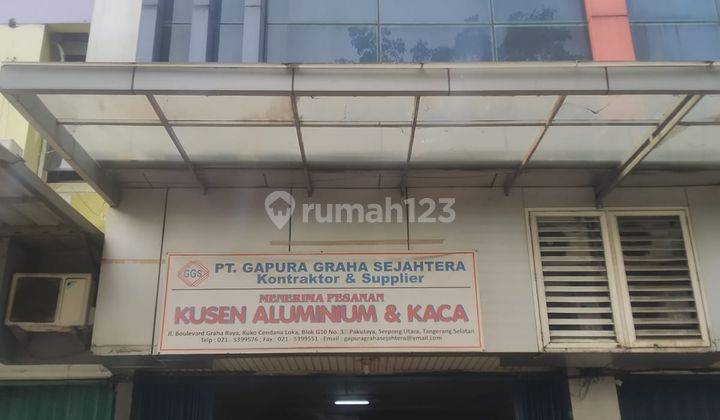 rumah123
GGS
PT. GAPURA GRAHA SEJAHTERA
Kontraktor & Supplier
MENERIMA PESANAN
KUSEN ALUMINIUM & KACA
Jl. Boulevard Graha Raya, Ruko Cendana Loka, Blok G10 No. Pakulaya, Serpong Utara, Tangerang Selatan
Telp : 021 - 5399576 ; Fax : 021 - 5399551 - Email : gapuragrahasejahtera@ymail.com